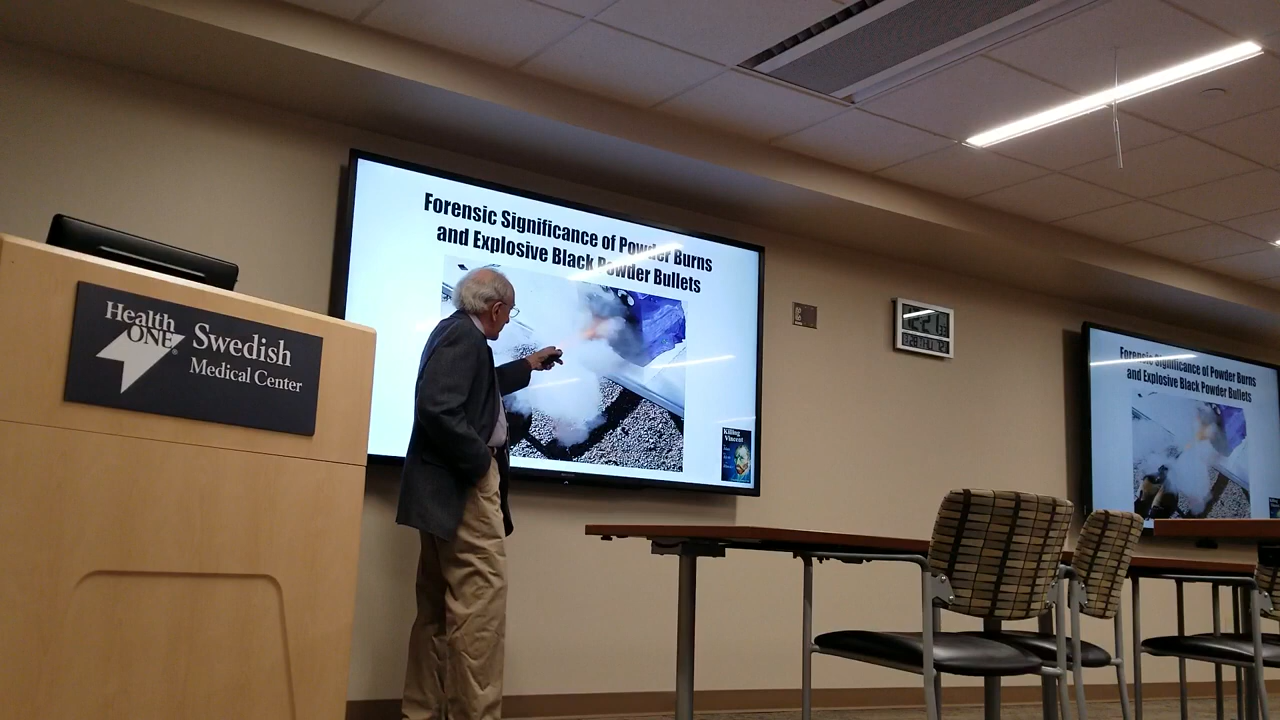 Forensic Significance of Powder Burns
and Explosive Black Powder Bullets
Health
ONE
Swedish
Medical Center
Killing
Vincent
Forensic Significance of Powder Burns
and Explosive Black Powder Bullets